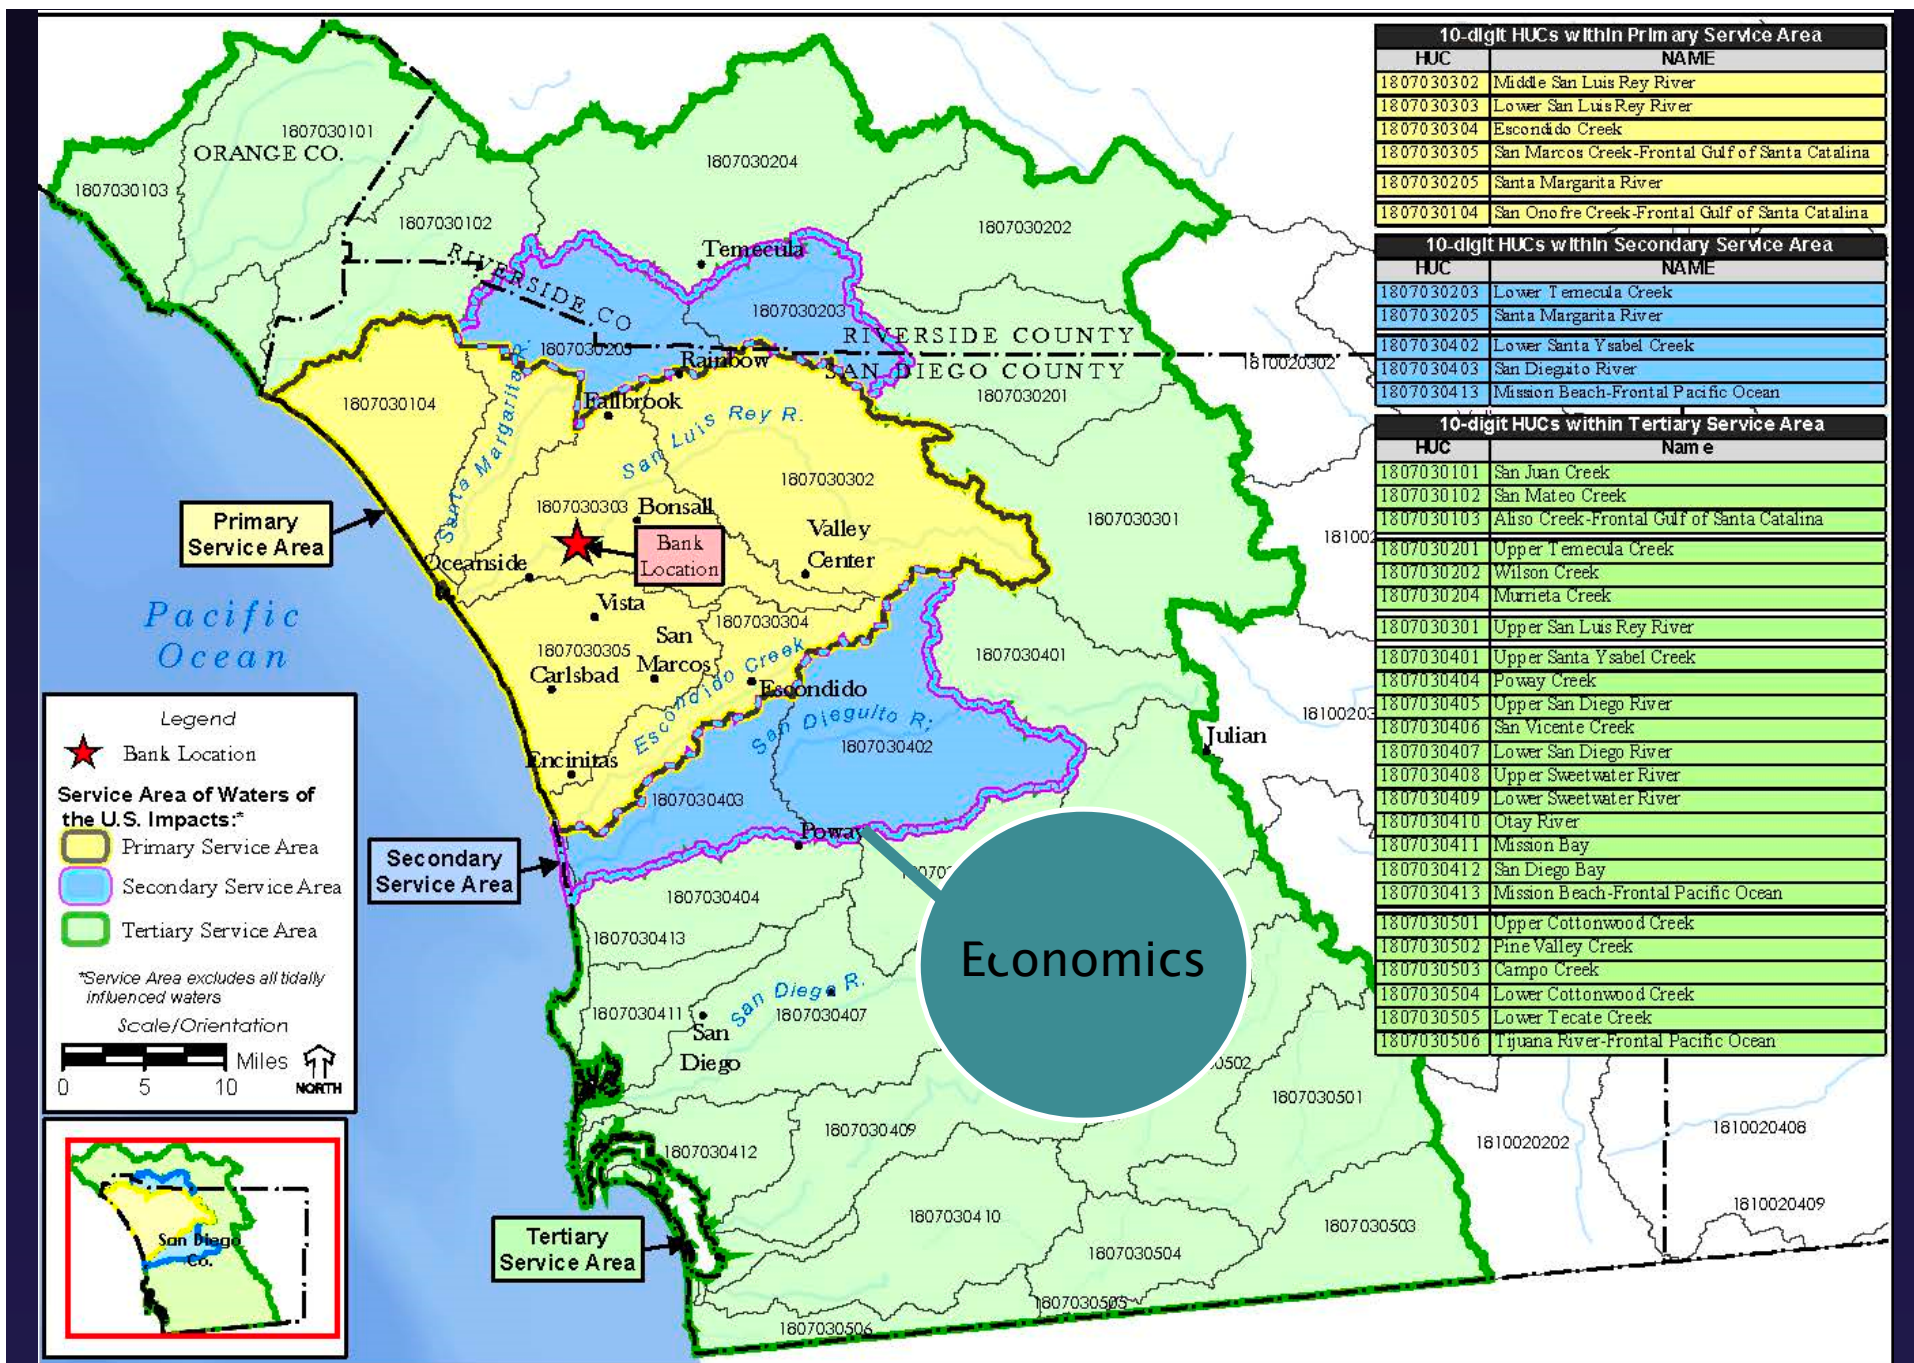 1807030101
ORANGE CO.
1807030103
1807030102
1807030204
1807030202
RIVERSIDE CO
Temecula
1807030203
RIVERSIDE COUNTY
SAN DIEGO COUNTY
1807030205
Rainbow
1810020302
1807030201
Fallbrook
1807030104
Santa Margarita R.
San Luis Rey R.
1807030302
1807030303
Bonsall
Primary
Service Area
Bank
Location
Valley
Center
1807030301
Oceanside
Vista
1807030304
San
Marcos
1807030305
Carlsbad
Escondido Creek
Escondido
1807030401
Pacific
Ocean
San Dieguito R;
1807030402
Julian
Encinitas
1807030403
Poway
Secondary
Service Area
1807030404
1807030413
Economics
San Diego R.
1807030411
1807030407
San
Diego
1807030409
1807030412
1807030501
1810020202
1810020408
1810020409
1807030410
1807030503
1807030504
Tertiary
Service Area
1807030505
1807030506
Legend
Bank Location
Service Area of Waters of
the U.S. Impacts:*
Primary Service Area
Secondary Service Area
Tertiary Service Area
*Service Area excludes all tidally
influenced waters
Scale/Orientation
Miles
0 5 10
NORTH
San Diego
Co.
10-digit HUCs within Primary Service Area
HUC NAME
1807030302 Middle San Luis Rey River
1807030303 Lower San Luis Rey River
1807030304 Escondido Creek
1807030305 San Marcos Creek-Frontal Gulf of Santa Catalina
1807030205 Santa Margarita River
1807030104 San Onofre Creek-Frontal Gulf of Santa Catalina
10-digit HUCs within Secondary Service Area
HUC NAME
1807030203 Lower Temecula Creek
1807030205 Santa Margarita River
1807030402 Lower Santa Ysabel Creek
1807030403 San Dieguito River
1807030413 Mission Beach-Frontal Pacific Ocean
10-digit HUCs within Tertiary Service Area
HUC Name
1807030101 San Juan Creek
1807030102 San Mateo Creek
1807030103 Aliso Creek-Frontal Gulf of Santa Catalina
1807030201 Upper Temecula Creek
1807030202 Wilson Creek
1807030204 Murrieta Creek
1807030301 Upper San Luis Rey River
1807030401 Upper Santa Ysabel Creek
1807030404 Poway Creek
1807030405 Upper San Diego River
1807030406 San Vicente Creek
1807030407 Lower San Diego River
1807030408 Upper Sweetwater River
1807030409 Lower Sweetwater River
1807030410 Otay River
1807030411 Mission Bay
1807030412 San Diego Bay
1807030413 Mission Beach-Frontal Pacific Ocean
1807030501 Upper Cottonwood Creek
1807030502 Pine Valley Creek
1807030503 Campo Creek
1807030504 Lower Cottonwood Creek
1807030505 Lower Tecate Creek
1807030506 Tijuana River-Frontal Pacific Ocean